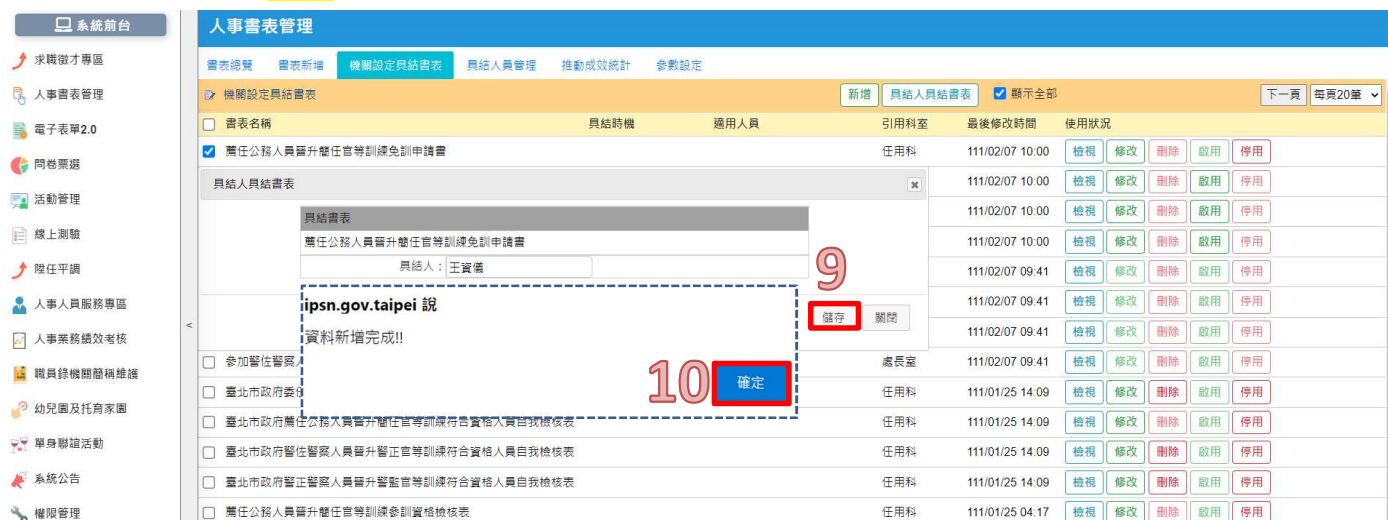 系統前台
人事書表管理
求職徵才專區
人事書表管理
電子表單2.0
問卷票選
活動管理
線上測驗
陞任平調
人事人員服務專區
人事業務績效考核
職員錄機關簡稱維護
幼兒園及托育家園
單身聯誼活動
系統公告
權限管理
<
書表總覽 書表新增 機關設定具結書表 具結人員管理 推動成效統計 參數設定
機關設定具結書表 新增 具結人具結書表 顯示全部 下一頁 每頁20筆
書表名稱 具結時機 適用人員 引用科室 最後修改時間 使用狀況
薦任公務人員晉升簡任官等訓練免訓申請書 任用科 111/02/07 10:00 檢視 修改 刪除 啟用 停用
具結人具結書表 111/02/07 10:00 檢視 修改 刪除 啟用 停用
具結書表 111/02/07 10:00 檢視 修改 刪除 啟用 停用
薦任公務人員晉升簡任官等訓練免訓申請書 111/02/07 10:00 檢視 修改 刪除 啟用 停用
具結人：王資儀 111/02/07 09:41 檢視 修改 刪除 啟用 停用
9
ipsn.gov.taipei 說 111/02/07 09:41 檢視 修改 刪除 啟用 停用
儲存 關閉
資料新增完成!! 111/02/07 09:41 檢視 修改 刪除 啟用 停用
參加警佐警察 處長室 111/02/07 09:41 檢視 修改 刪除 啟用 停用
10 確定
臺北市政府委 任用科 111/01/25 14:09 檢視 修改 刪除 啟用 停用
臺北市政府薦任公務人員晉升簡任官等訓練符合資格人員自我檢核表 任用科 111/01/25 14:09 檢視 修改 刪除 啟用 停用
臺北市政府警佐警察人員晉升警正官等訓練符合資格人員自我檢核表 任用科 111/01/25 14:09 檢視 修改 刪除 啟用 停用
臺北市政府警正警察人員晉升警監官等訓練符合資格人員自我檢核表 任用科 111/01/25 14:09 檢視 修改 刪除 啟用 停用
薦任公務人員晉升簡任官等訓練參訓資格檢核表 任用科 111/01/25 04:17 檢視 修改 刪除 啟用 停用